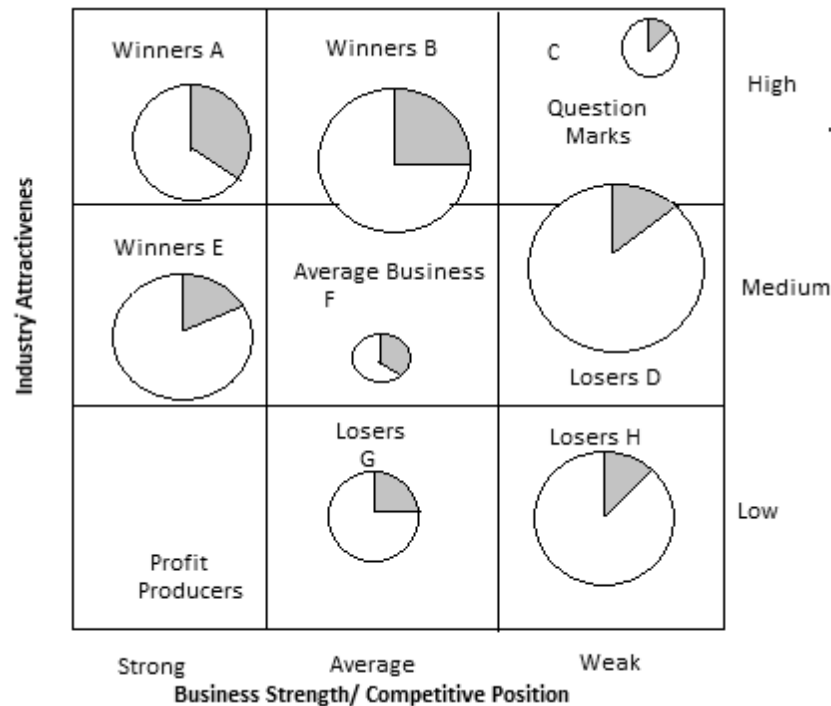 Winners A
Winners B
C
Question
Marks
High
Winners E
Average Business
F
Losers D
Medium
Losers
G
Losers H
Profit
Producers
Low
Industry Attractivenes
Strong
Average
Weak
Business Strength/ Competitive Position